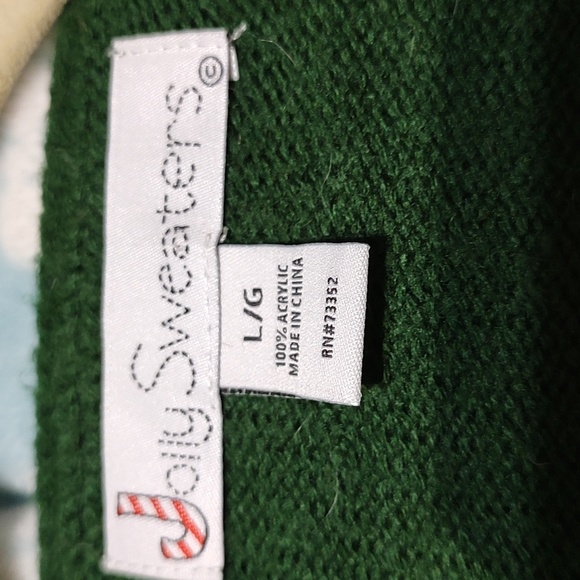 Jolly Sweaters ©
L/G
100% ACRYLIC
MADE IN CHINA
RN#73352